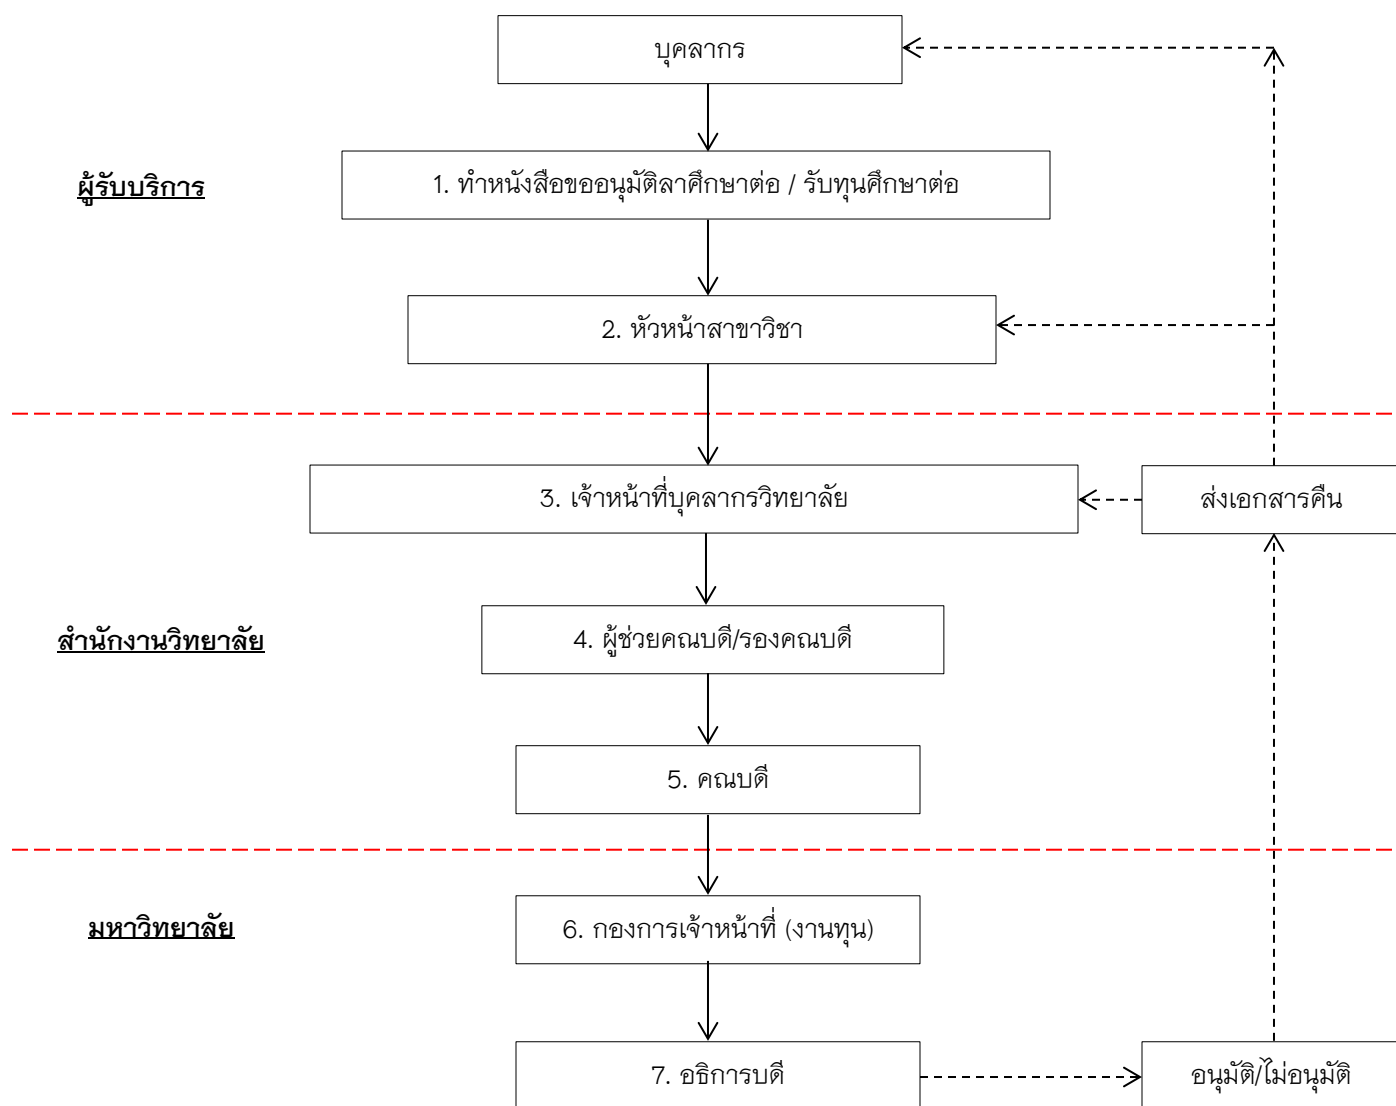 บุคลากร
ผู้รับบริการ
1. ทำหนังสือขออนุมัติลาศึกษาต่อ / รับทุนศึกษาต่อ
2. หัวหน้าสาขาวิชา
3. เจ้าหน้าที่บุคลากรวิทยาลัย
ส่งเอกสารคืน
สำนักงานวิทยาลัย
4. ผู้ช่วยคณบดี/รองคณบดี
5. คณบดี
มหาวิทยาลัย
6. กองการเจ้าหน้าที่ (งานทุน)
7. อธิการบดี
อนุมัติ/ไม่อนุมัติ